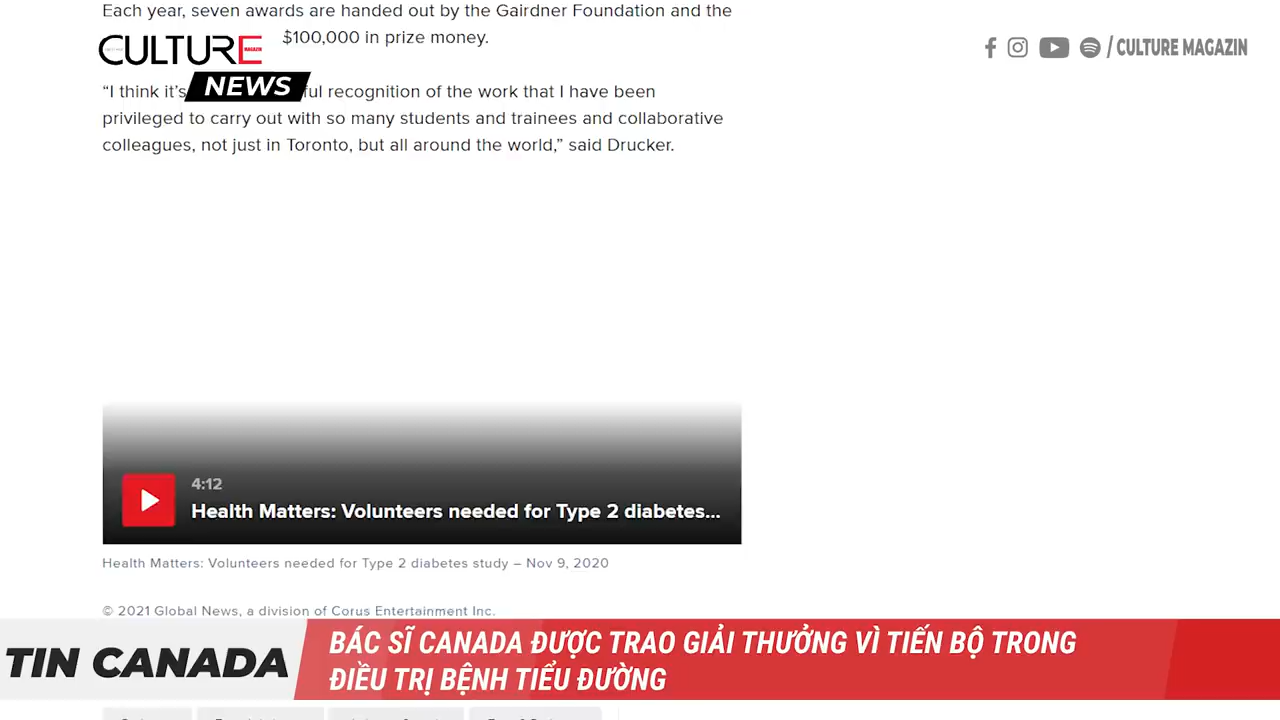 Each year, seven awards are handed out by the Gairdner Foundation and the
$100,000 in prize money.
CULTURE
MAGAZIN
/ CULTURE MAGAZIN
NEWS
“I think it’s ful recognition of the work that I have been
privileged to carry out with so many students and trainees and collaborative
colleagues, not just in Toronto, but all around the world,” said Drucker.
4:12
Health Matters: Volunteers needed for Type 2 diabetes...
Health Matters: Volunteers needed for Type 2 diabetes study – Nov 9, 2020
© 2021 Global News, a division of Corus Entertainment Inc.
TIN CANADA
BÁC SĨ CANADA ĐƯỢC TRAO GIẢI THƯỞNG VÌ TIẾN BỘ TRONG
ĐIỀU TRỊ BỆNH TIỂU ĐƯỜNG